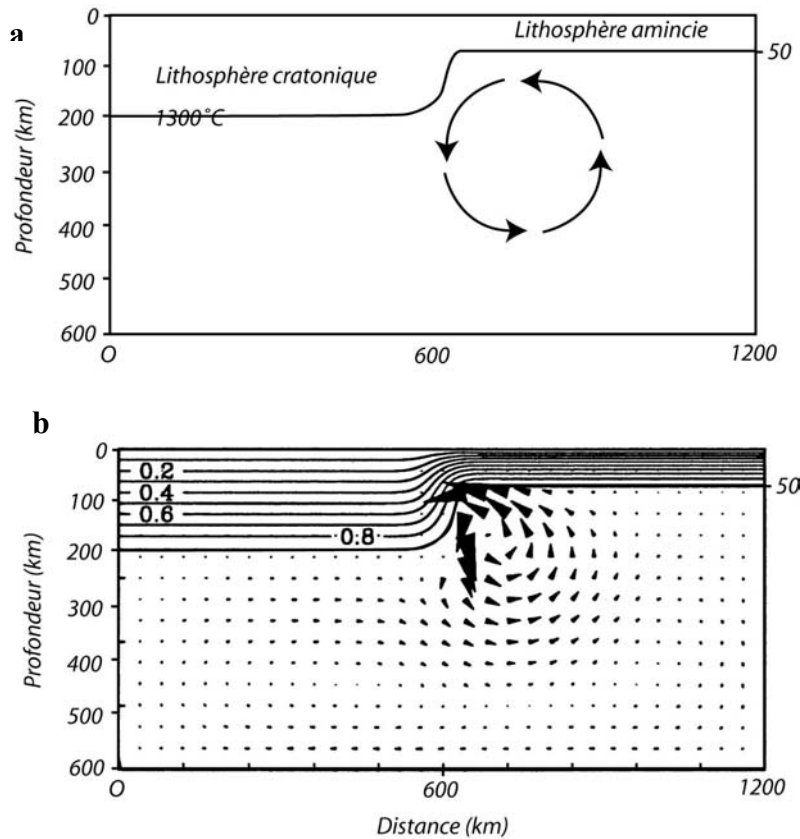 a
0
100
200
300
400
500
600
Profondeur (km)
Lithosphère cratonique
1300°C
Lithosphère amincie
50
O
600
1200
b
0
100
200
300
400
500
600
Profondeur (km)
0.2
0.4
0.6
0.8
50
O
600
1200
Distance (km)